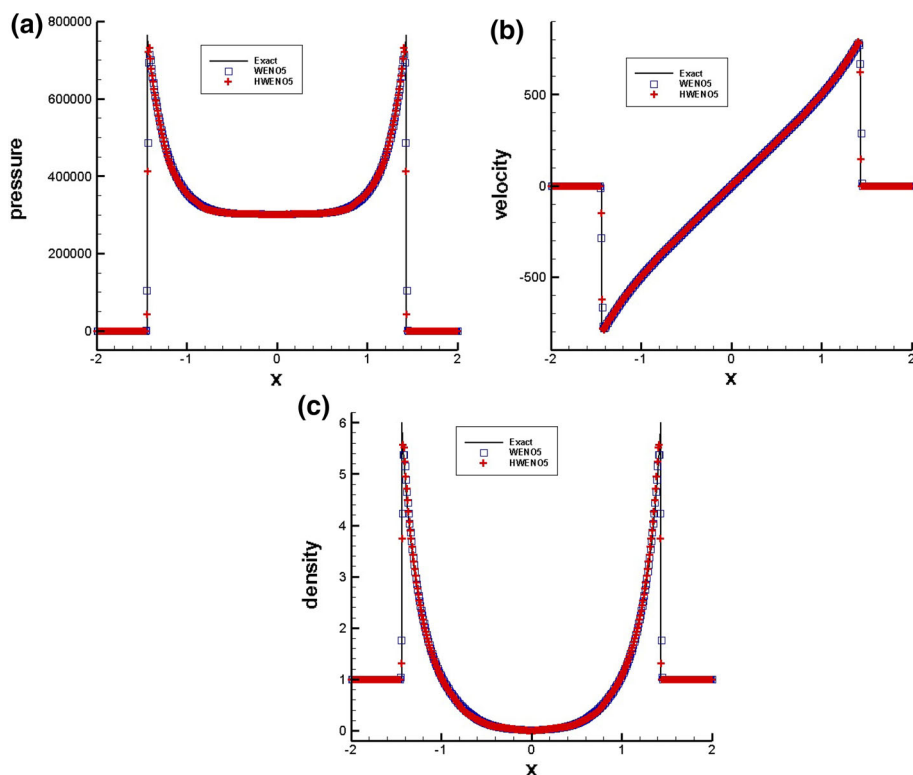 (a)
pressure
800000
600000
400000
200000
0
-2
-1
0
1
2
X
Exact
WENO5
HWENO5
(b)
velocity
500
0
-500
-2
-1
0
1
2
X
Exact
WENO5
HWENO5
(c)
density
6
5
4
3
2
1
0
-2
-1
0
1
2
X
Exact
WENO5
HWENO5